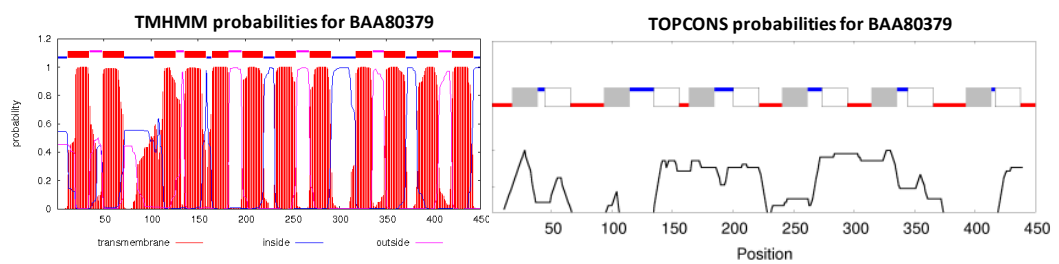 TMHMM probabilities for BAA80379
1.2
1
0.8
0.6
0.4
0.2
0
probability
50 100 150 200 250 300 350 400 450
transmembrane inside outside
TOPCONS probabilities for BAA80379
50 100 150 200 250 300 350 400 450
Position